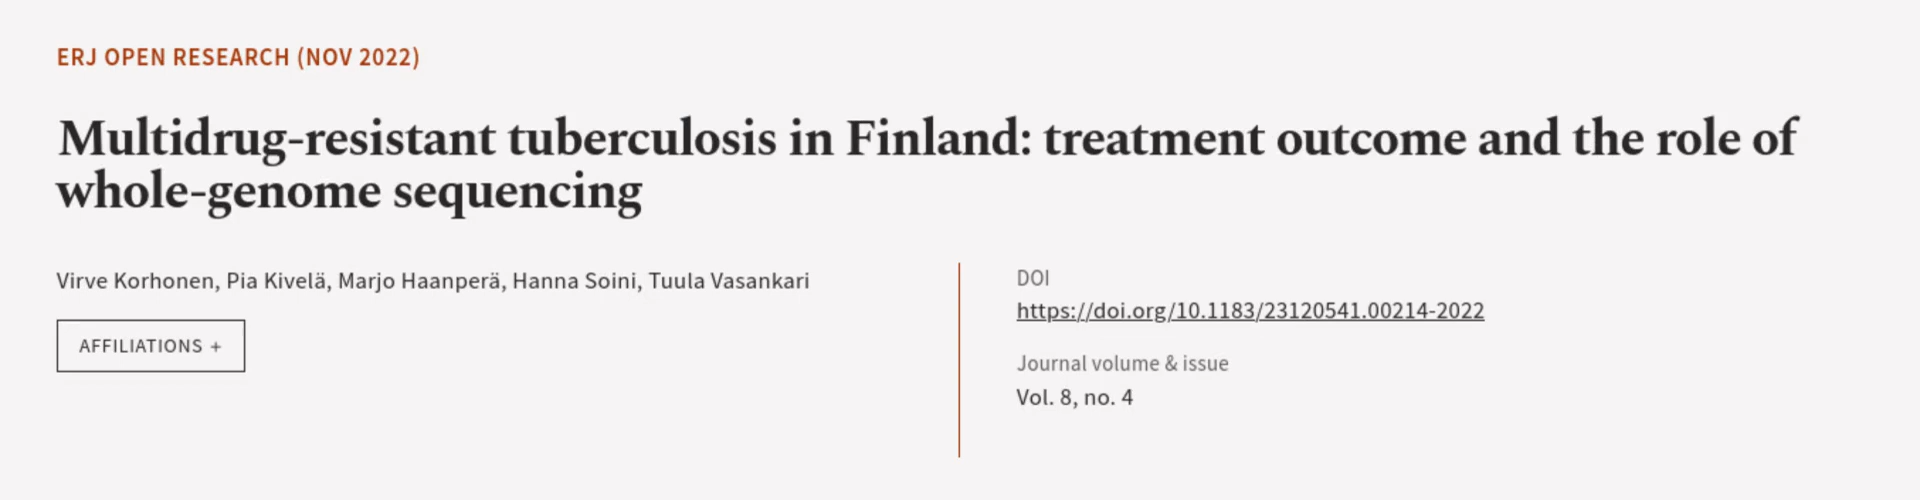 ERJ OPEN RESEARCH (NOV 2022)
Multidrug-resistant tuberculosis in Finland: treatment outcome and the role of
whole-genome sequencing
Virve Korhonen, Pia Kivelä, Marjo Haanperä, Hanna Soini, Tuula Vasankari
AFFILIATIONS +
DOI
https://doi.org/10.1183/23120541.00214-2022
Journal volume & issue
Vol. 8, no. 4